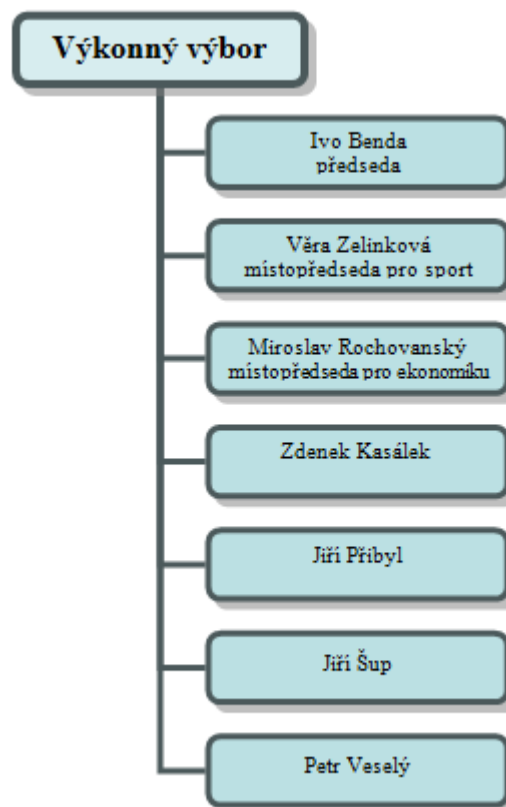 Výkonný výbor
Ivo Benda
předseda
Věra Zelinková
místopředseda pro sport
Miroslav Rochovanský
místopředseda pro ekonomiku
Zdenek Kasálek
Jiří Přibyl
Jiří Šup
Petr Veselý